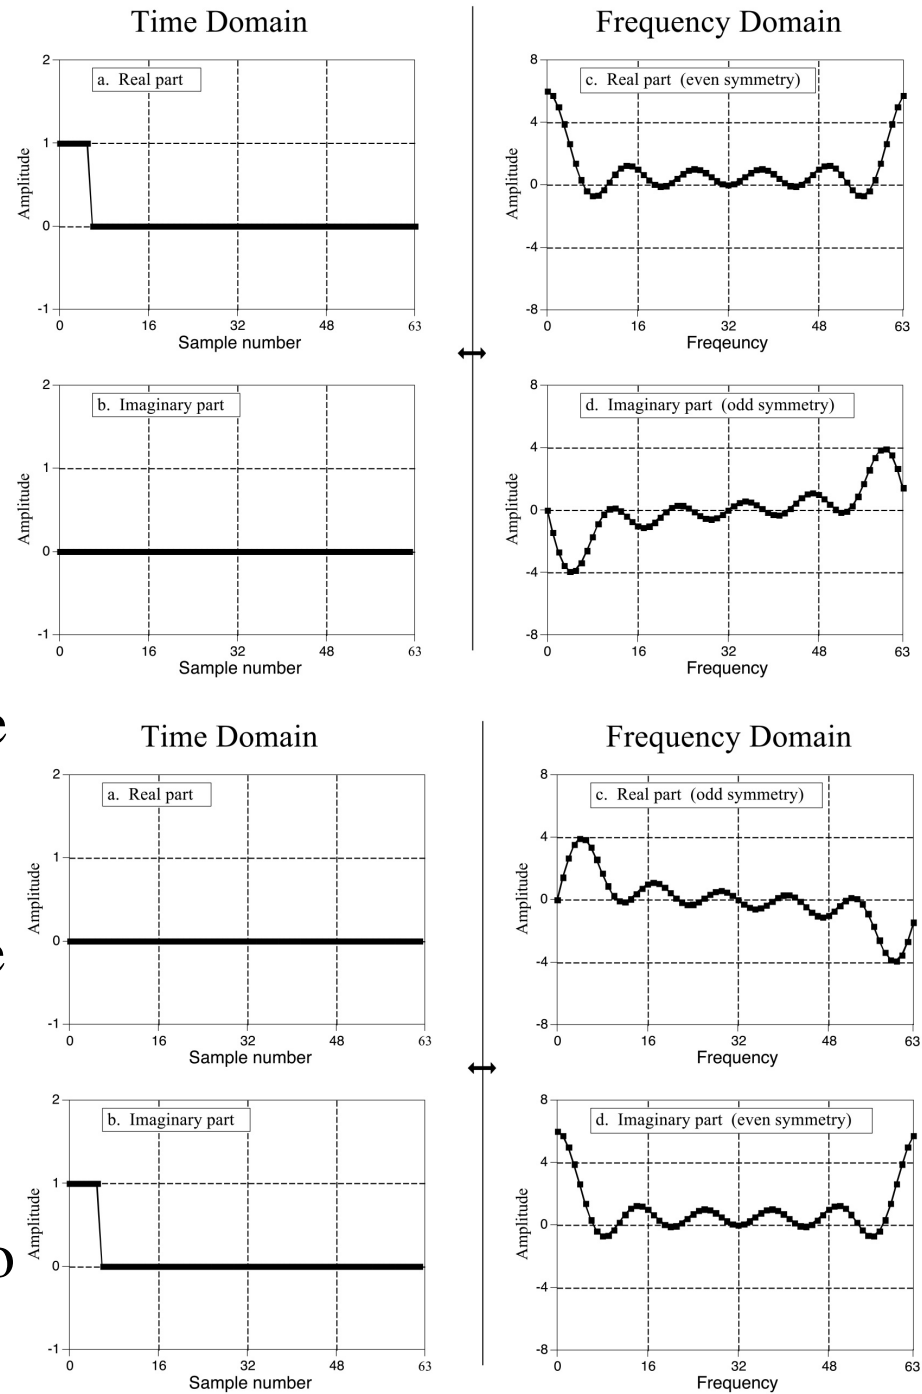 Time Domain
Frequency Domain
a. Real part
2
1
0
-1
Amplitude
0 16 32 48 63
Sample number
c. Real part (even symmetry)
8
4
0
-4
-8
Amplitude
0 16 32 48 63
Freqeuncy
b. Imaginary part
2
1
0
-1
Amplitude
0 16 32 48 63
Sample number
d. Imaginary part (odd symmetry)
8
4
0
-4
-8
Amplitude
0 16 32 48 63
Frequency
Time Domain
Frequency Domain
a. Real part
2
1
0
-1
Amplitude
0 16 32 48 63
Sample number
c. Real part (odd symmetry)
8
4
0
-4
-8
Amplitude
0 16 32 48 63
Frequency
b. Imaginary part
2
1
0
-1
Amplitude
0 16 32 48 63
Sample number
d. Imaginary part (even symmetry)
8
4
0
-4
-8
Amplitude
0 16 32 48 63
Frequency